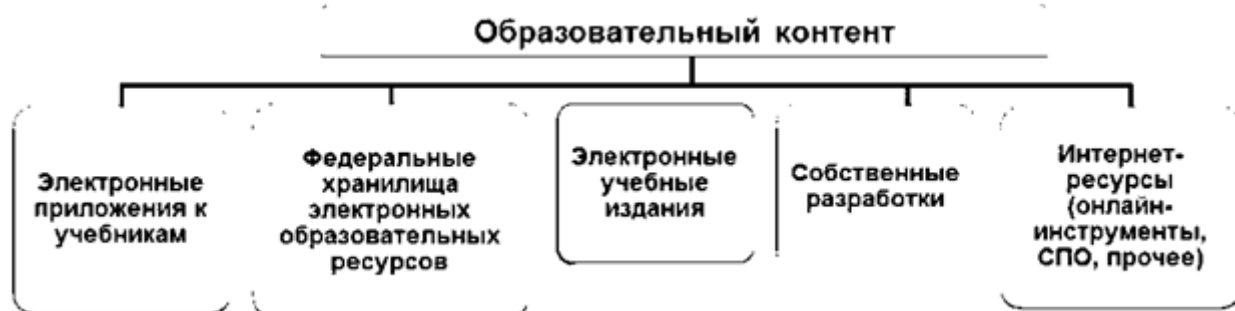 Образовательный контент
Электронные
приложения к
учебникам
Федеральные
хранилища
электронных
образовательных
ресурсов
Электронные
учебные
издания
Собственные
разработки
Интернет-
ресурсы
(онлайн-
инструменты,
СПО, прочее)